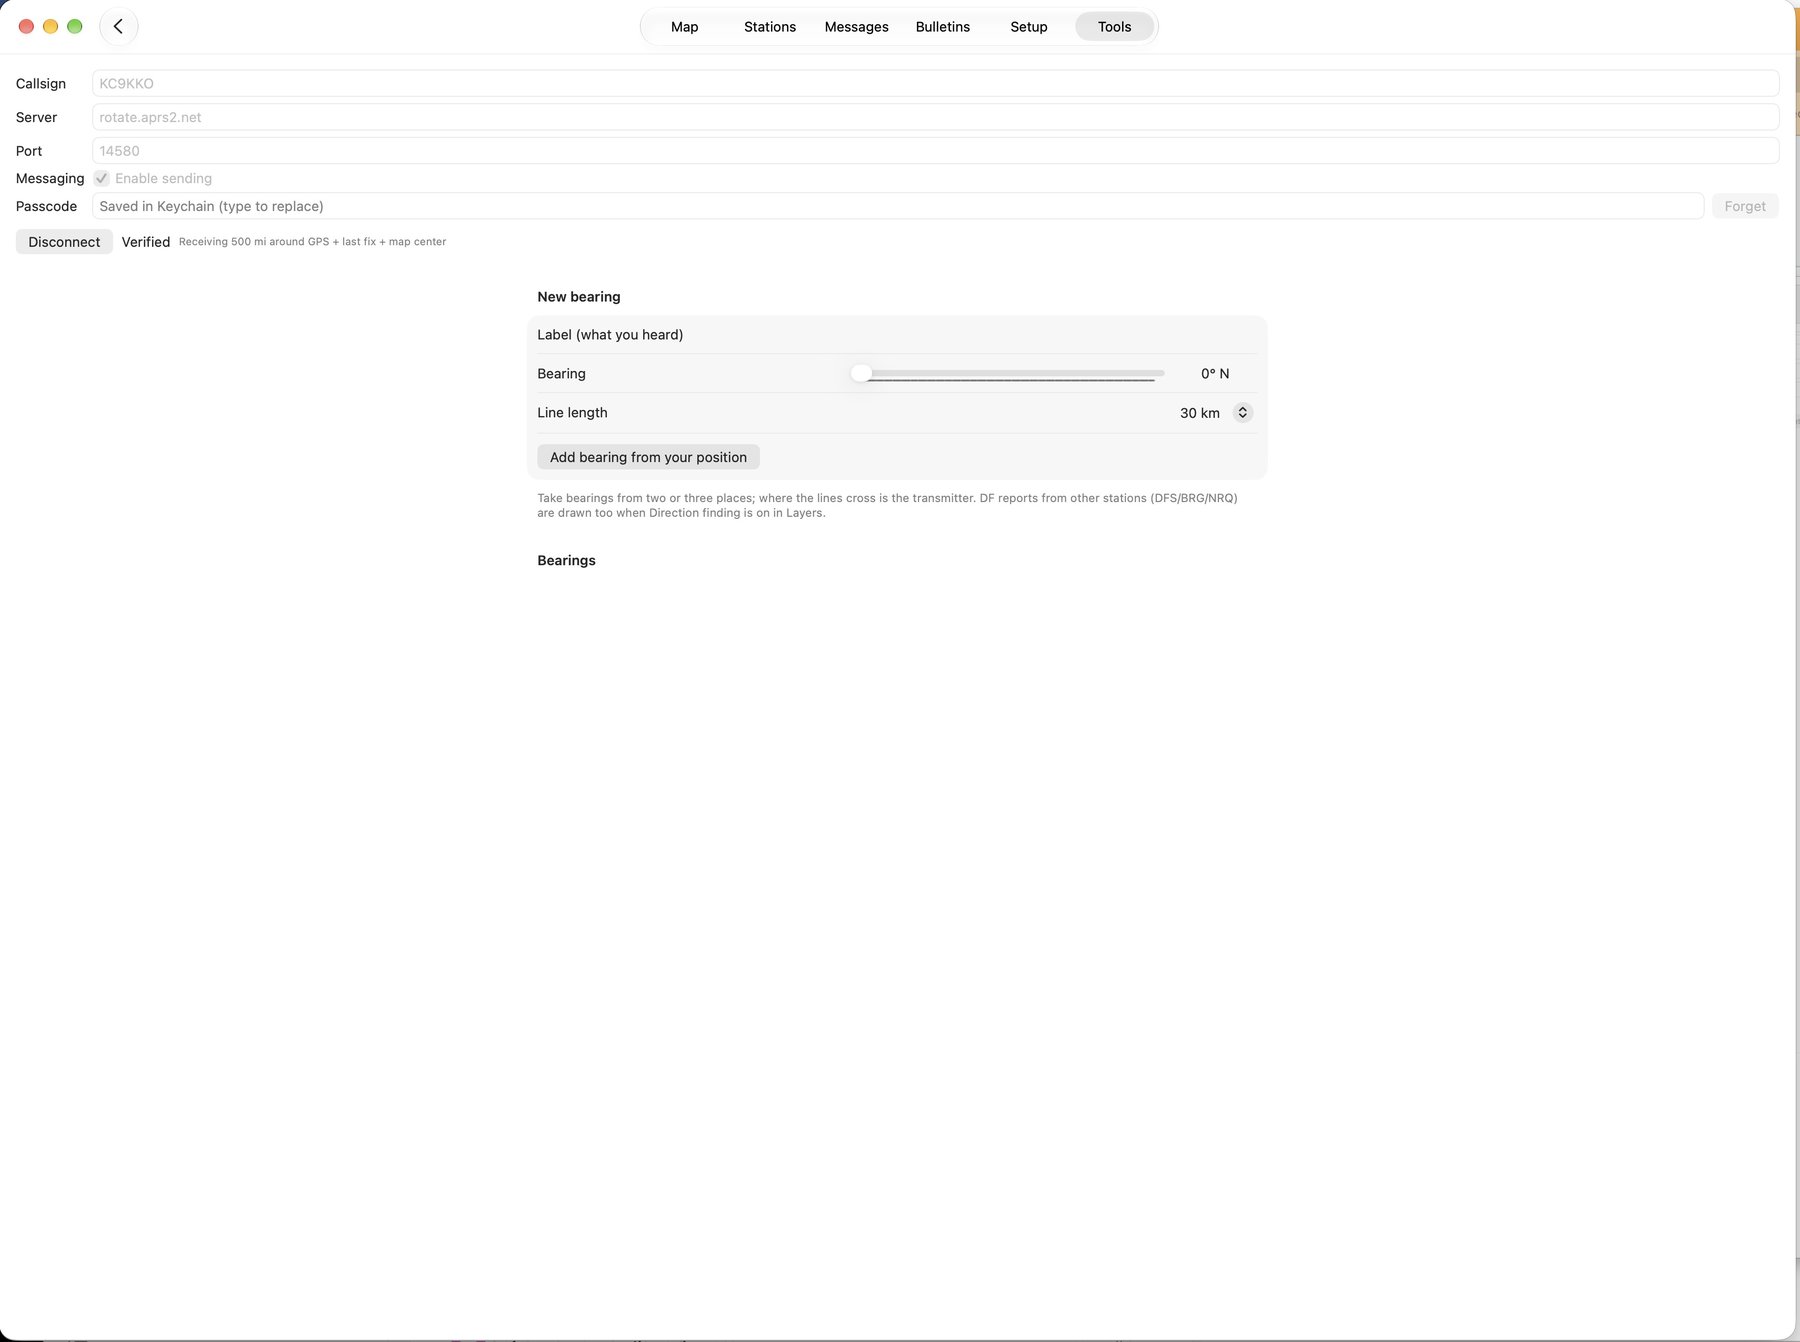 Map Stations Messages Bulletins Setup Tools
Callsign KC9KKO
Server rotate.aprs2.net
Port 14580
Messaging Enable sending
Passcode Saved in Keychain (type to replace) Forget
Disconnect Verified Receiving 500 mi around GPS + last fix + map center
New bearing
Label (what you heard)
Bearing 0° N
Line length 30 km
Add bearing from your position
Take bearings from two or three places; where the lines cross is the transmitter. DF reports from other stations (DFS/BRG/NRQ)
are drawn too when Direction finding is on in Layers.
Bearings